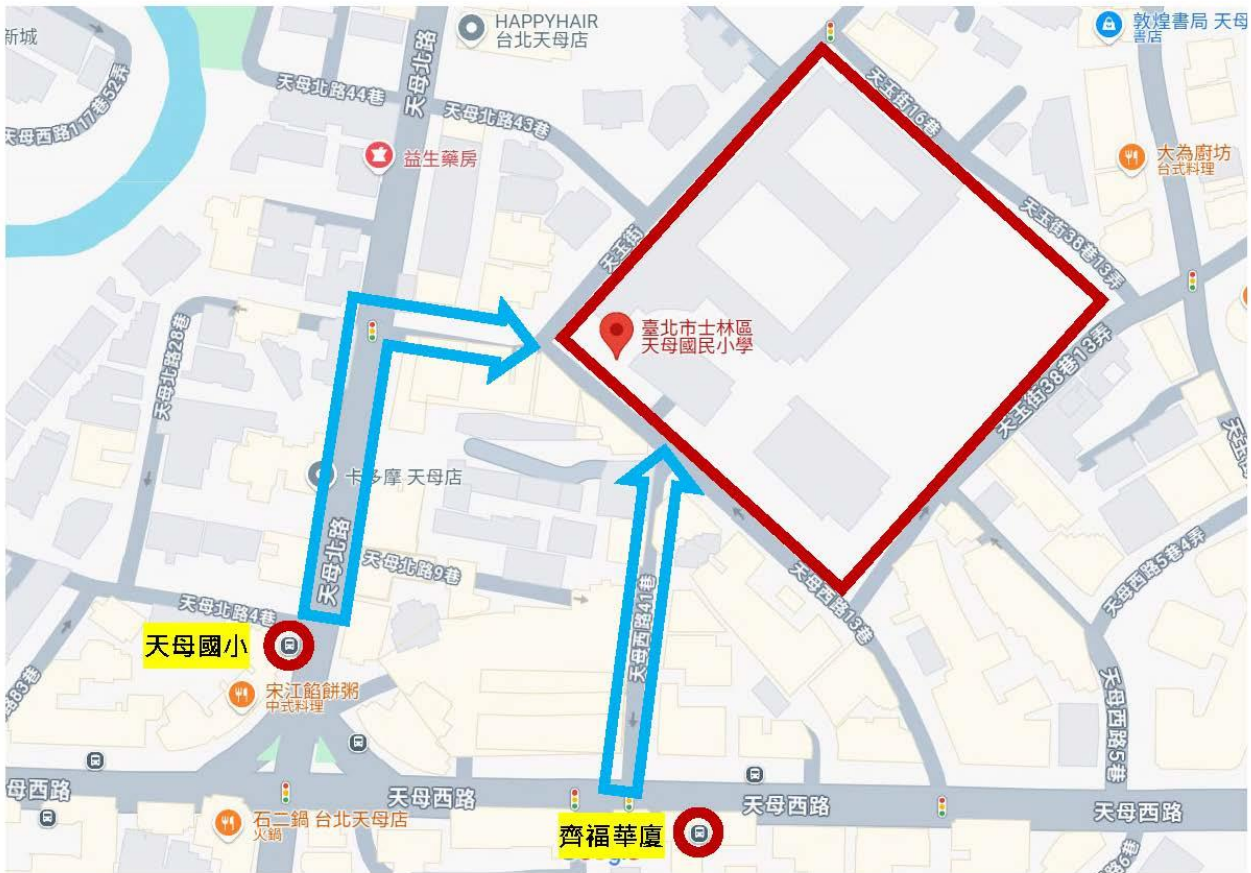 新城
HAPPYHAIR
台北天母店
敦煌書局 天母
書店
天母西路117巷52弄
天母北路44巷
天母北路
天母北路43巷
天玉街16巷
益生藥房
大為廚坊
台式料理
天玉街
天玉街38巷13弄
臺北市士林區
天母國民小學
天母北路28巷
天玉街38巷13弄
卡多摩 天母店
天母北路
天母北路9巷
天母西路41巷
天母西路13巷
天母西路5巷4弄
天母北路4巷
天母國小
宋江餡餅粥
中式料理
路83巷
天母西路5巷
母西路
天母西路
天母西路
天母西路
石二鍋 台北天母店
火鍋
齊福華廈